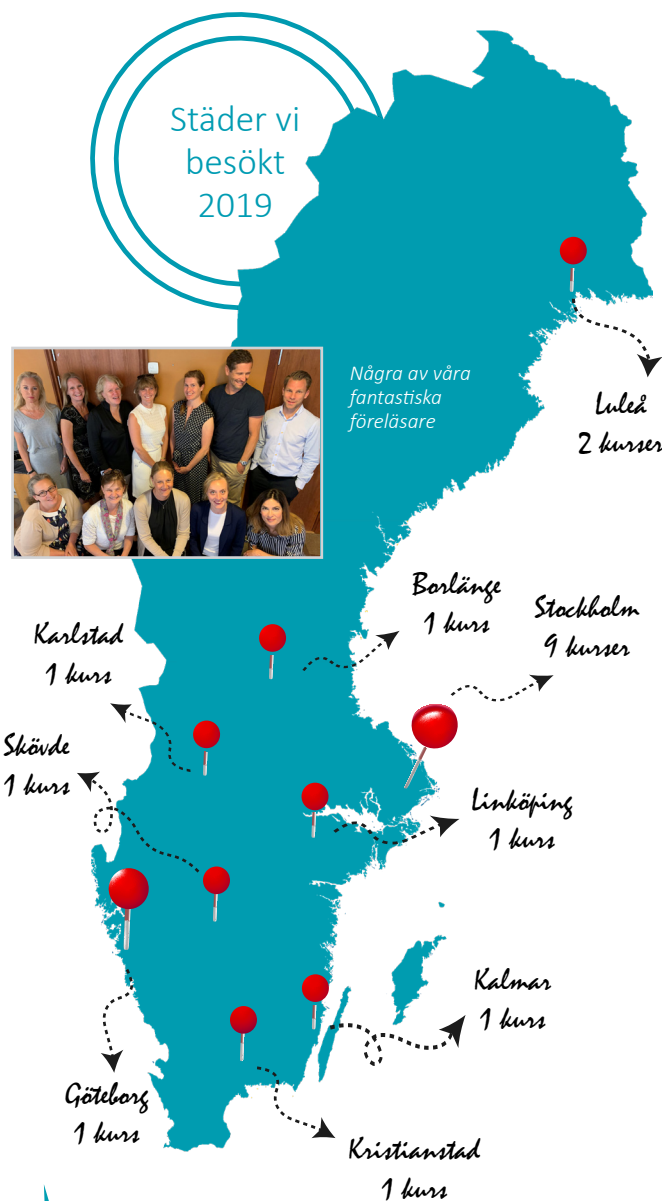 Städer vi
besökt
2019
Några av våra
fantastiska
föreläsare
Luleå
2 kurser
Borlänge
1 kurs
Stockholm
9 kurser
Karlstad
1 kurs
Skövde
1 kurs
Linköping
1 kurs
Kalmar
1 kurs
Göteborg
1 kurs
Kristianstad
1 kurs